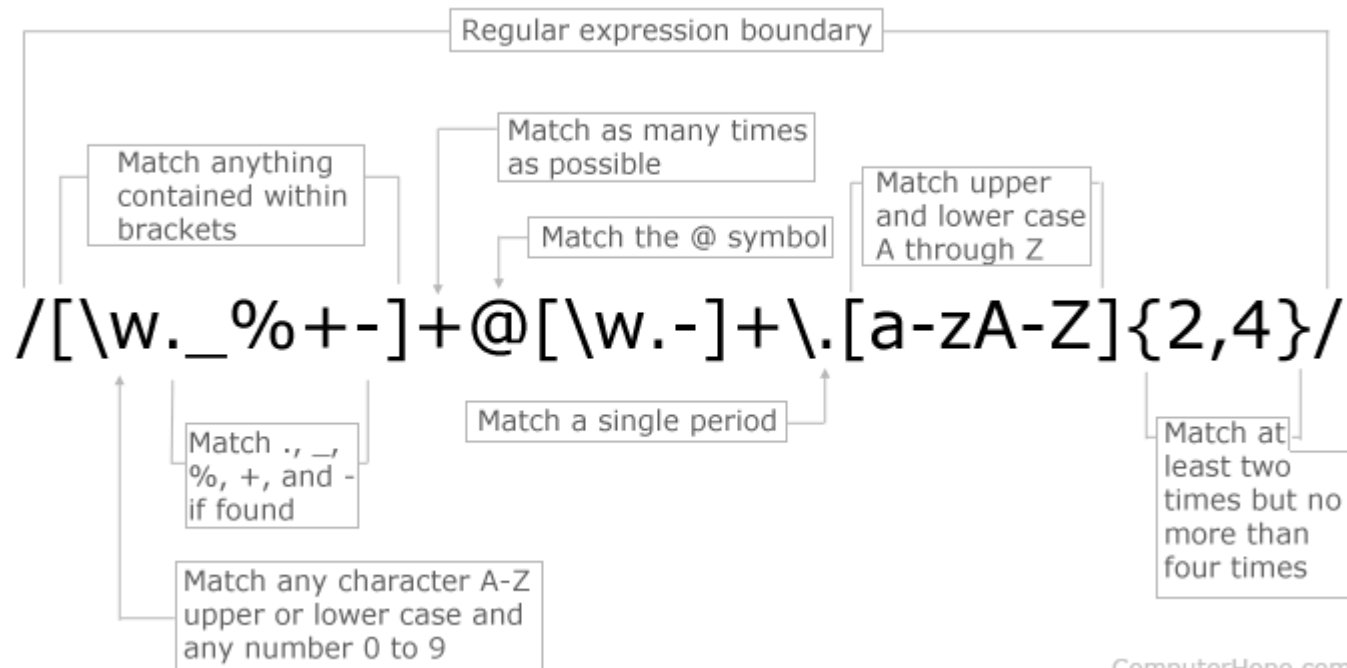 Regular expression boundary
Match as many times
as possible
Match anything
contained within
brackets
Match upper
and lower case
A through Z
Match the @ symbol
/[\w._%+-]+@[\w.-]+\.[a-zA-Z]{2,4}/
Match a single period
Match ., _,
%, +, and -
if found
Match at
least two
times but no
more than
four times
Match any character A-Z
upper or lower case and
any number 0 to 9
ComputerHope.com